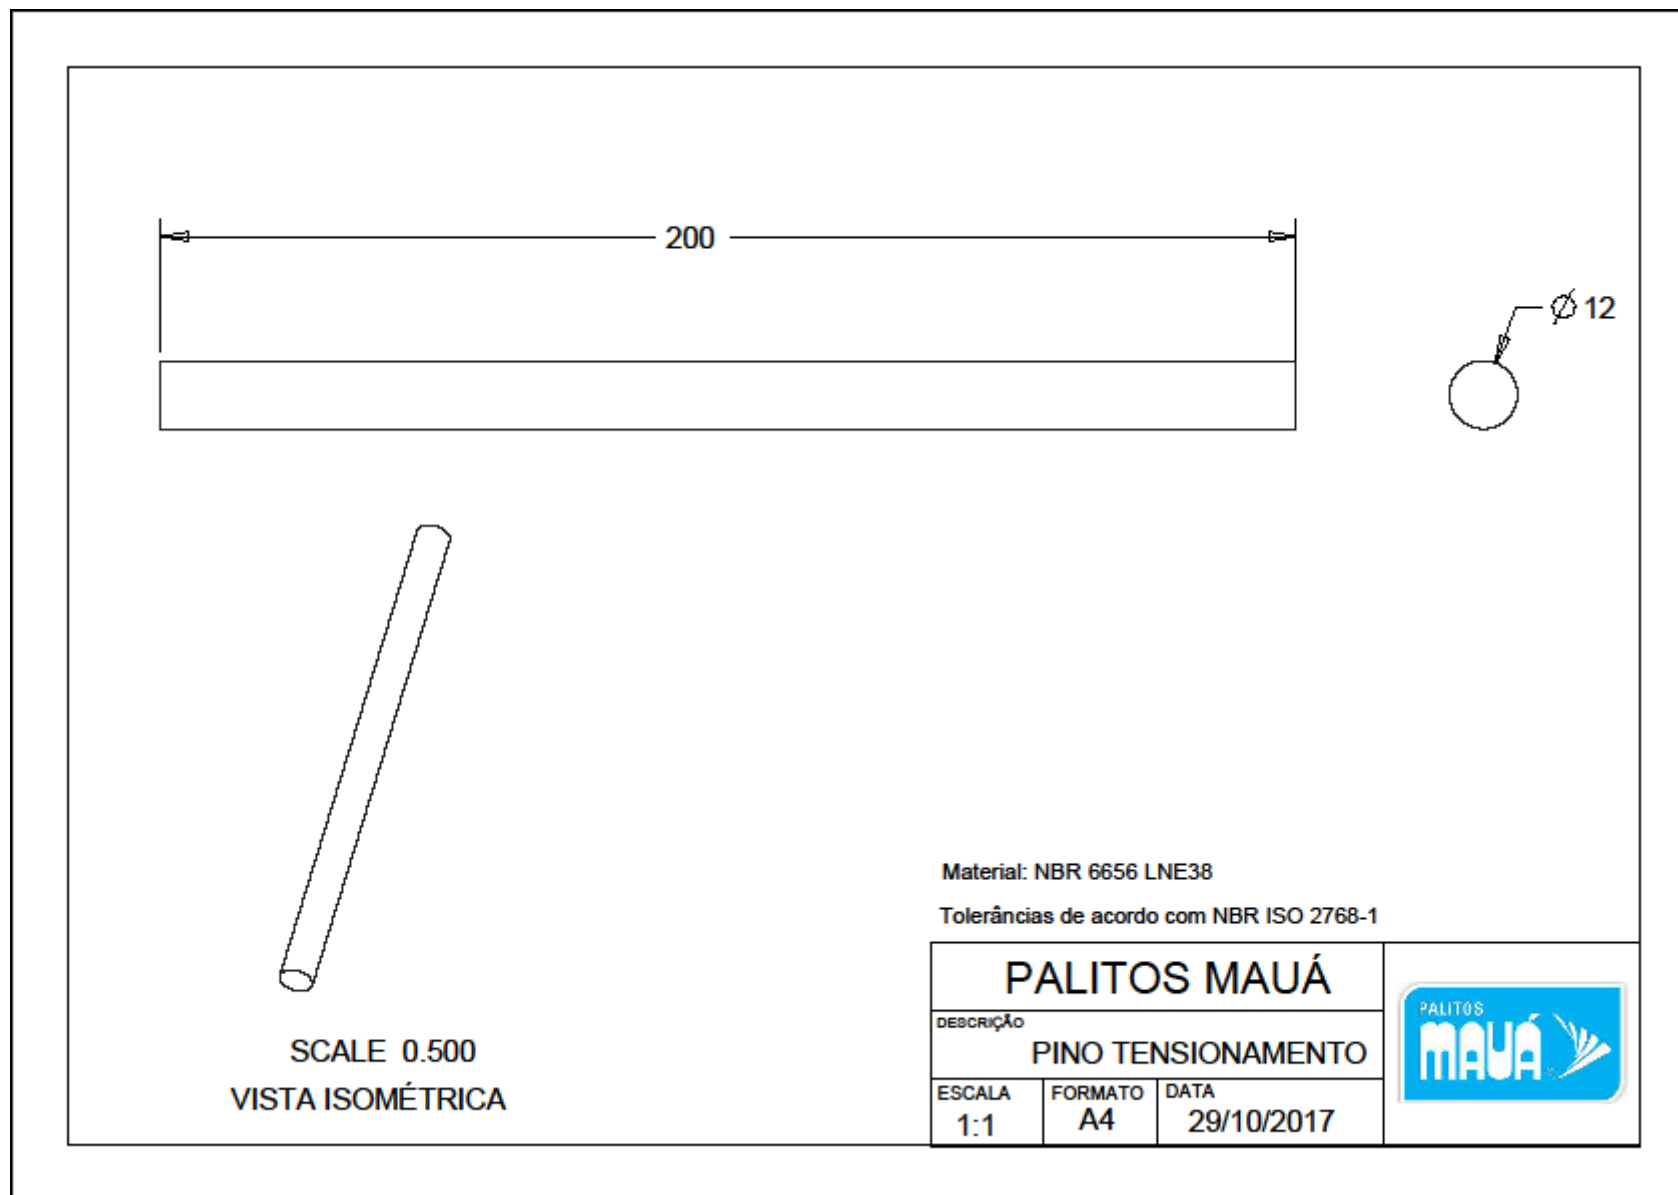 200
Ø 12
SCALE 0.500
VISTA ISOMÉTRICA
Material: NBR 6656 LNE38
Tolerâncias de acordo com NBR ISO 2768-1
PALITOS MAUÁ
DESCRIÇÃO
PINO TENSIONAMENTO
ESCALA
1:1
FORMATO
A4
DATA
29/10/2017
PALITOS
MAUÁ